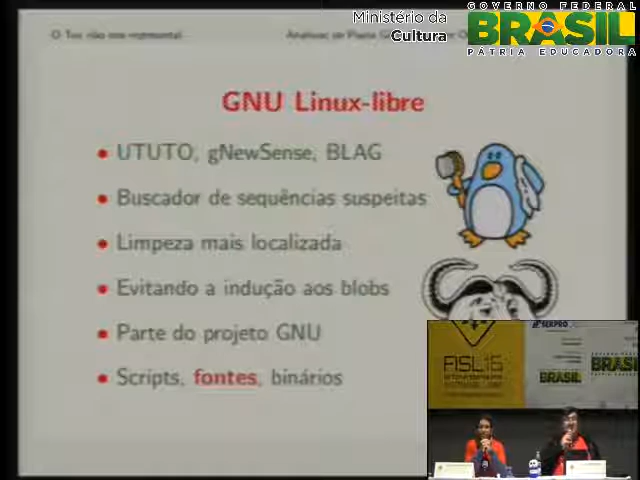 GOVERNO FEDERAL
Ministério da
Cultura
BRASIL
PÁTRIA EDUCADORA
O Tux não me representa!
GNU Linux-libre
• UTUTO, gNewSense, BLAG
• Buscador de sequências suspeitas
• Limpeza mais localizada
• Evitando a indução aos blobs
• Parte do projeto GNU
• Scripts, fontes, binários
SERPRO
FISL16
BRASIL
BRASIL